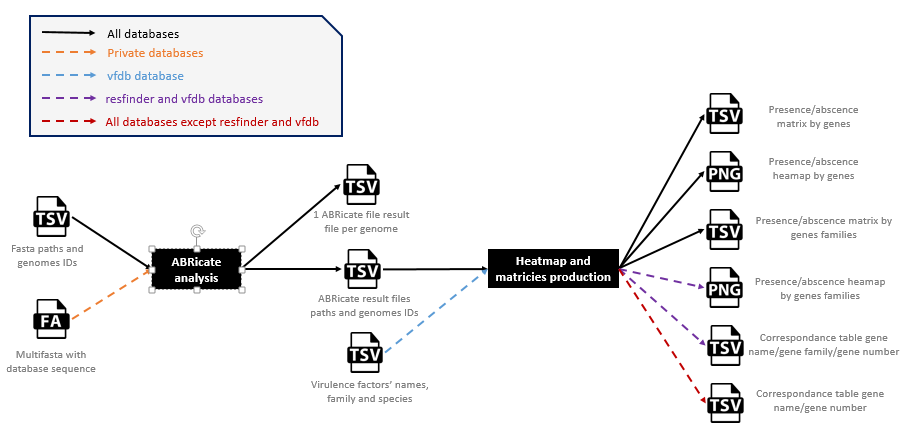 All databases
Private databases
vfdb database
resfinder and vfdb databases
All databases except resfinder and vfdb
TSV
Fasta paths and
genomes IDs
FA
Multifasta with
database sequence
ABRicate
analysis
TSV
1 ABRicate file result
file per genome
TSV
ABRicate result files
paths and genomes IDs
TSV
Virulence factors' names,
family and species
Heatmap and
matricies production
TSV
Presence/abscence
matrix by genes
PNG
Presence/abscence
heamap by genes
TSV
Presence/abscence matrix by
genes families
PNG
Presence/abscence heamap by
genes families
TSV
Correspondance table gene
name/gene family/gene number
TSV
Correspondance table gene
name/gene number